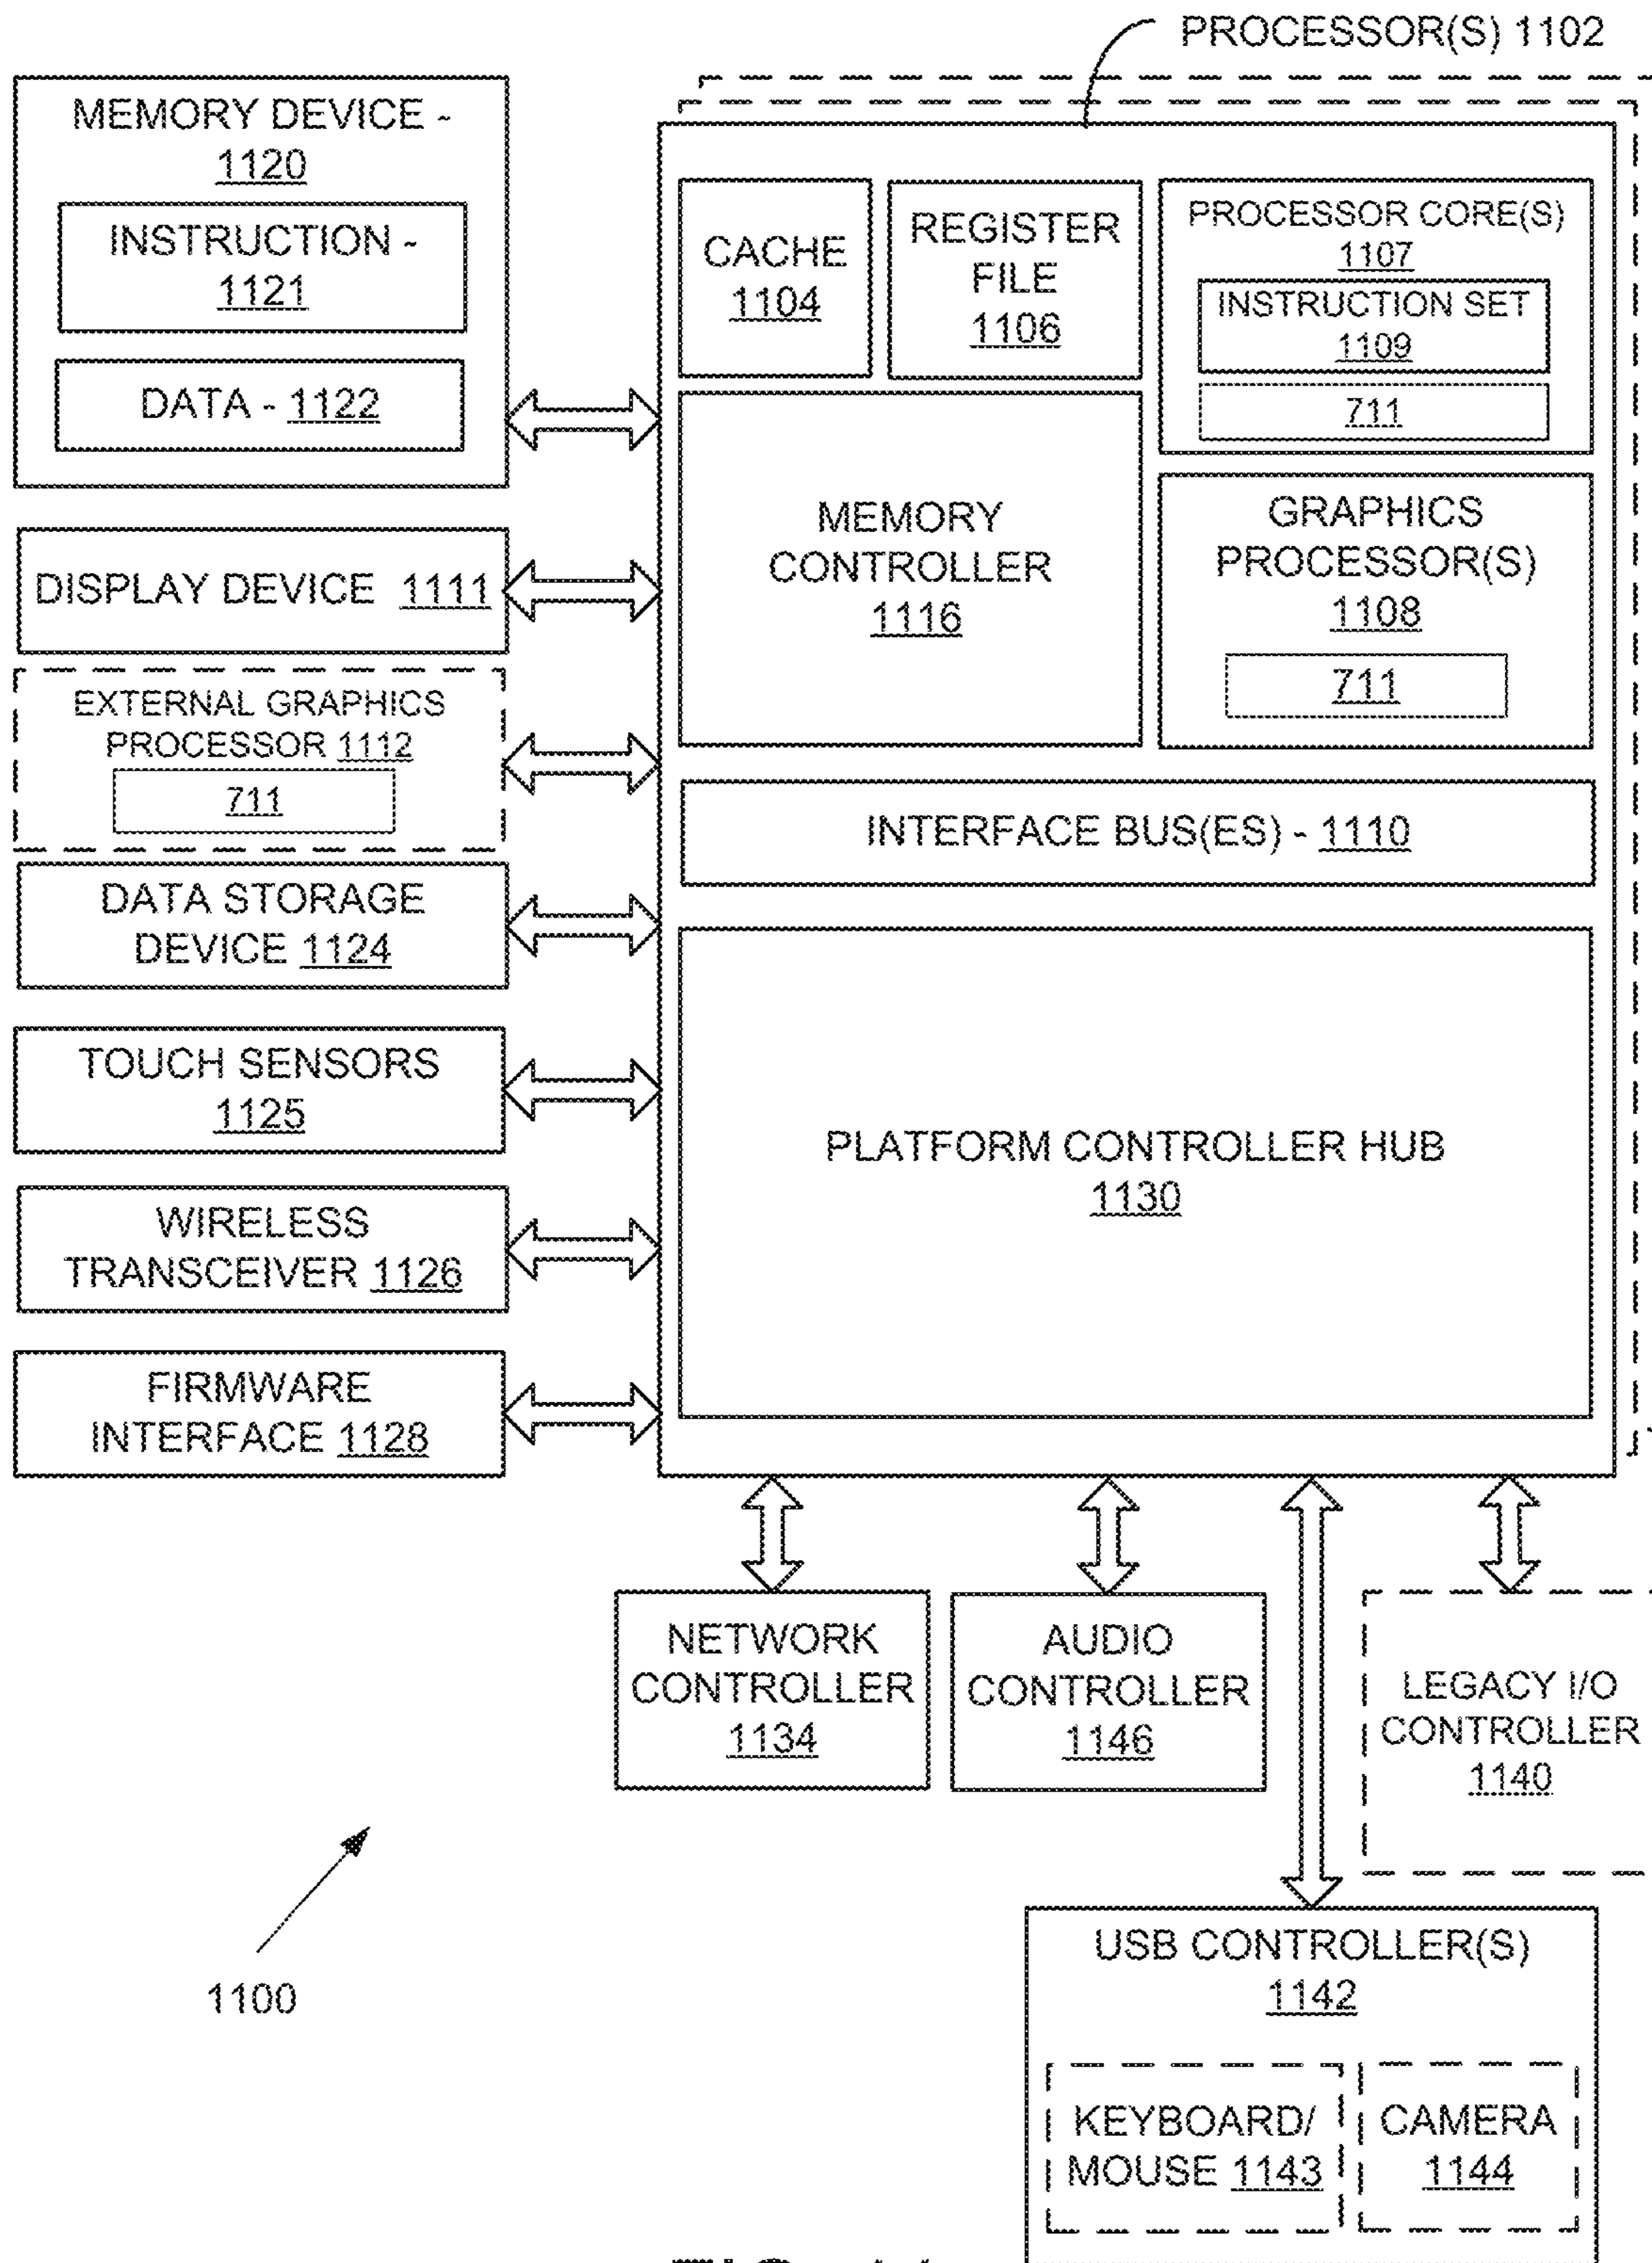 PROCESSOR(S) 1102
MEMORY DEVICE -
1120
INSTRUCTION -
1121
DATA - 1122
DISPLAY DEVICE 1111
EXTERNAL GRAPHICS
PROCESSOR 1112
711
DATA STORAGE
DEVICE 1124
TOUCH SENSORS
1125
WIRELESS
TRANSCEIVER 1126
FIRMWARE
INTERFACE 1128
CACHE
1104
REGISTER
FILE
1106
PROCESSOR CORE(S)
1107
INSTRUCTION SET
1109
711
MEMORY
CONTROLLER
1116
GRAPHICS
PROCESSOR(S)
1108
711
INTERFACE BUS(ES) - 1110
PLATFORM CONTROLLER HUB
1130
NETWORK
CONTROLLER
1134
AUDIO
CONTROLLER
1146
LEGACY I/O
CONTROLLER
1140
1100
USB CONTROLLER(S)
1142
KEYBOARD/
MOUSE 1143
CAMERA
1144